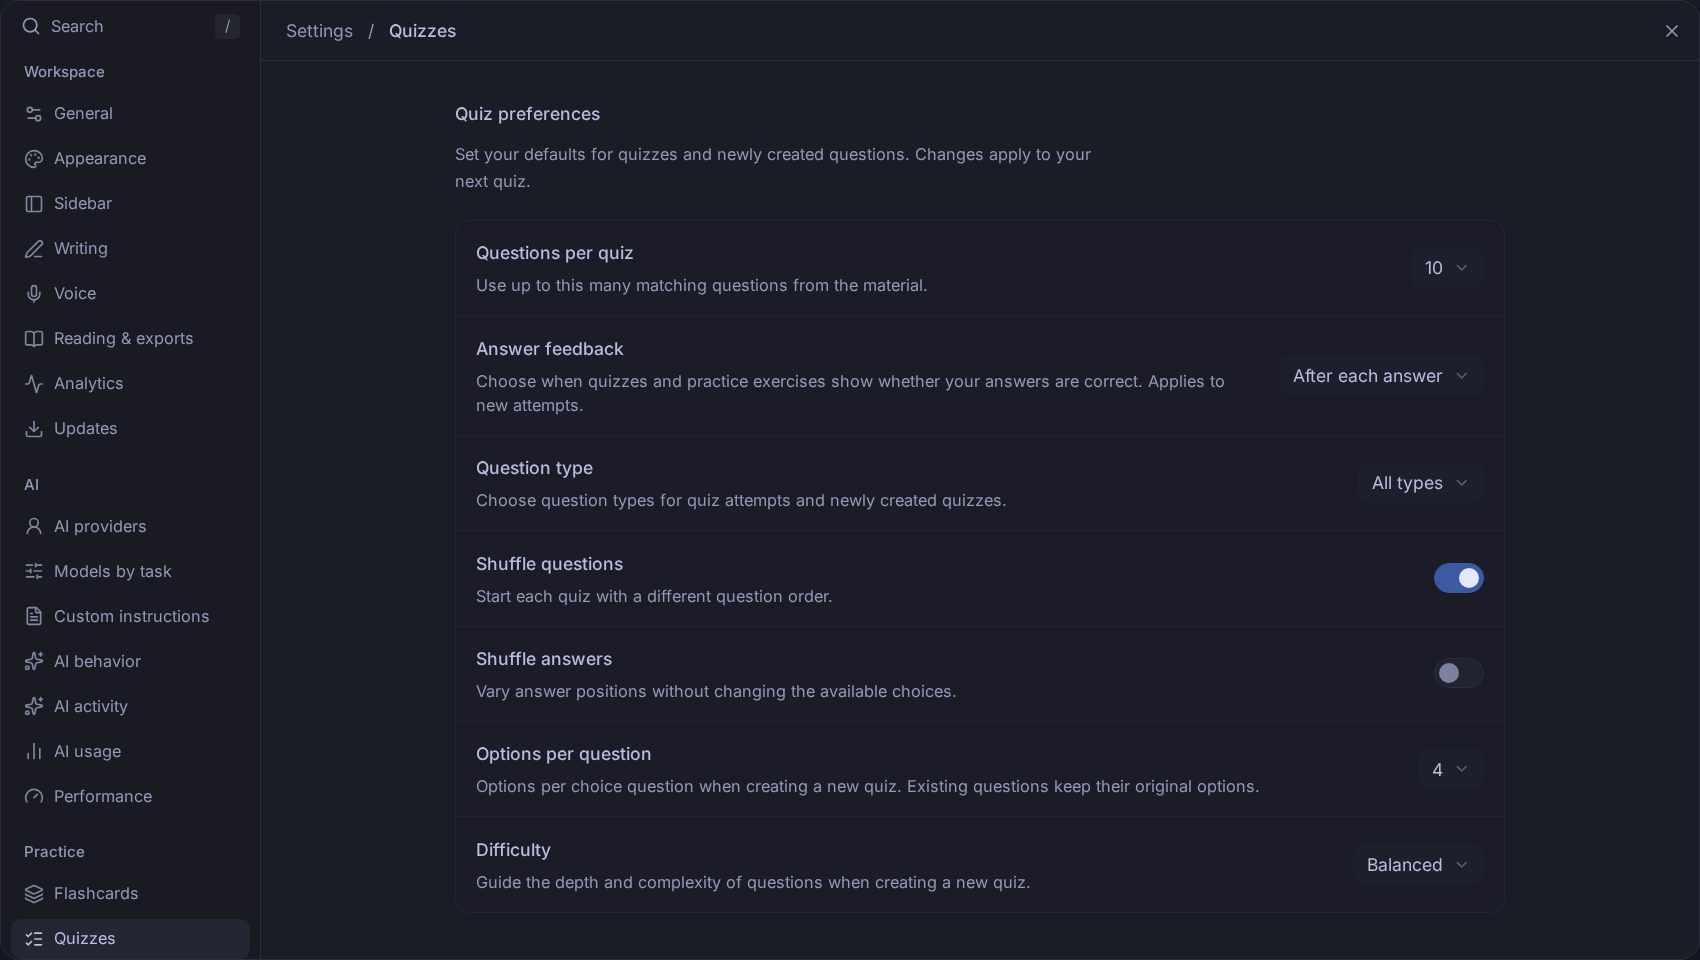 Search /
Workspace
General
Appearance
Sidebar
Writing
Voice
Reading & exports
Analytics
Updates
AI
AI providers
Models by task
Custom instructions
AI behavior
AI activity
AI usage
Performance
Practice
Flashcards
Quizzes
Settings / Quizzes
Quiz preferences
Set your defaults for quizzes and newly created questions. Changes apply to your
next quiz.
Questions per quiz
Use up to this many matching questions from the material.
10
Answer feedback
Choose when quizzes and practice exercises show whether your answers are correct. Applies to
new attempts.
After each answer
Question type
Choose question types for quiz attempts and newly created quizzes.
All types
Shuffle questions
Start each quiz with a different question order.
Shuffle answers
Vary answer positions without changing the available choices.
Options per question
Options per choice question when creating a new quiz. Existing questions keep their original options.
4
Difficulty
Guide the depth and complexity of questions when creating a new quiz.
Balanced